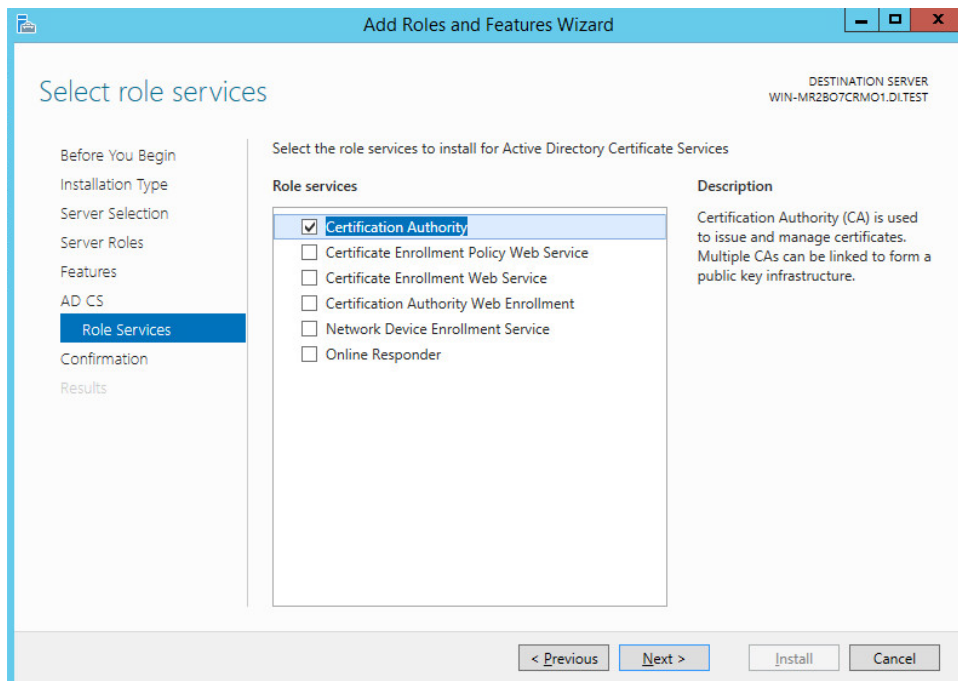 Add Roles and Features Wizard
Select role services
DESTINATION SERVER
WIN-MR2BO7CRMO1.DI.TEST
Before You Begin
Installation Type
Server Selection
Server Roles
Features
AD CS
Role Services
Confirmation
Results
Select the role services to install for Active Directory Certificate Services
Role services
Certification Authority
Certificate Enrollment Policy Web Service
Certificate Enrollment Web Service
Certification Authority Web Enrollment
Network Device Enrollment Service
Online Responder
Description
Certification Authority (CA) is used
to issue and manage certificates.
Multiple CAs can be linked to form a
public key infrastructure.
< Previous
Next >
Install
Cancel